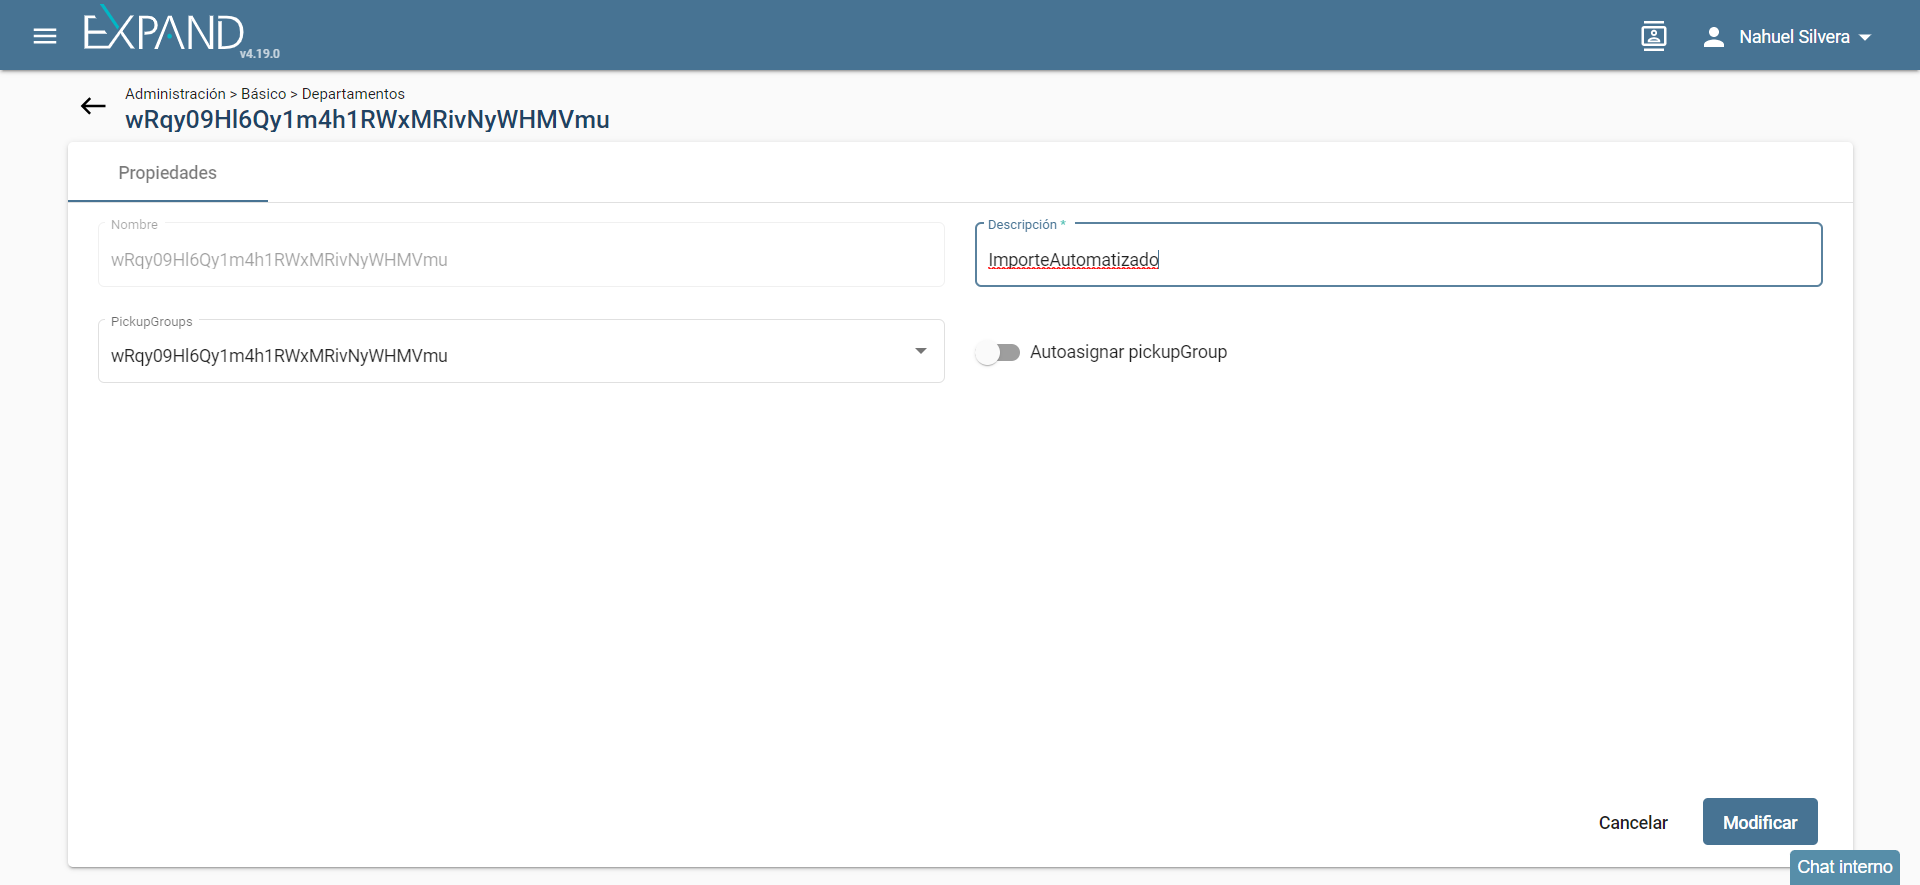 EXPAND
v4.19.0
Nahuel Silvera
Administración > Básico > Departamentos
wRqy09Hl6Qy1m4h1RWxMRivNyWHMVmu
Propiedades
Nombre
wRqy09Hl6Qy1m4h1RWxMRivNyWHMVmu
Descripción *
ImporteAutomatizado
PickupGroups
wRqy09Hl6Qy1m4h1RWxMRivNyWHMVmu
Autoasignar pickupGroup
Cancelar
Modificar
Chat interno